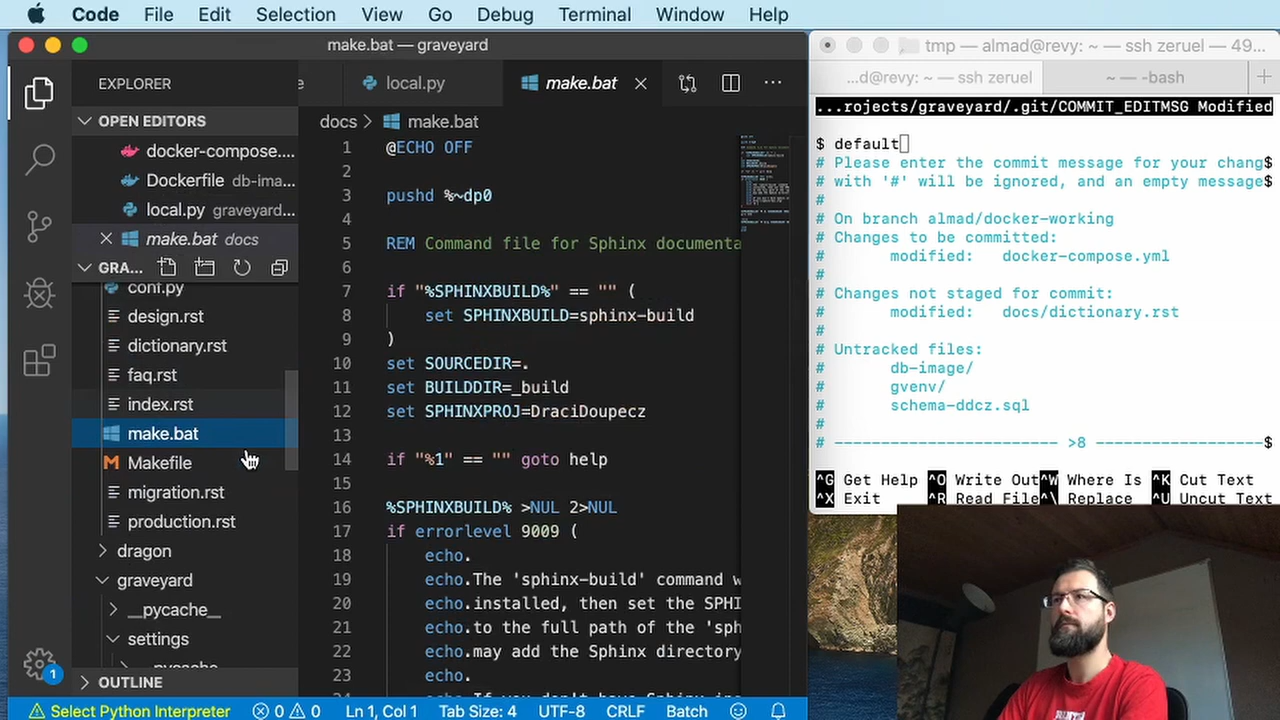 Code File Edit Selection View Go Debug Terminal Window Help
make.bat — graveyard
EXPLORER
OPEN EDITORS
docker-compose....
Dockerfile db-ima...
local.py graveyard...
make.bat docs
GRA...
conf.py
design.rst
dictionary.rst
faq.rst
index.rst
make.bat
Makefile
migration.rst
production.rst
dragon
graveyard
__pycache__
settings
__pycache__
OUTLINE
e local.py make.bat ...
docs make.bat
1 @ECHO OFF
2
3 pushd %~dp0
4
5 REM Command file for Sphinx documenta
6
7 if "%SPHINXBUILD%" == "" (
8 set SPHINXBUILD=sphinx-build
9 )
10 set SOURCEDIR=.
11 set BUILDDIR=_build
12 set SPHINXPROJ=DraciDoupecz
13
14 if "%1" == "" goto help
15
16 %SPHINXBUILD% >NUL 2>NUL
17 if errorlevel 9009 (
18 echo.
19 echo.The 'sphinx-build' command w
20 echo.installed, then set the SPHI
21 echo.to the full path of the 'sph
22 echo.may add the Sphinx directory
23 echo.
1
Select Python Interpreter 0 0 Ln 1, Col 1 Tab Size: 4 UTF-8 CRLF Batch
tmp — almad@revy: ~ — ssh zeruel — 49...
...d@revy: ~ — ssh zeruel ~ — -bash +
...rojects/graveyard/.git/COMMIT_EDITMSG Modified
$ default
# Please enter the commit message for your chang$
# with '#' will be ignored, and an empty message$
#
# On branch almad/docker-working
# Changes to be committed:
# modified: docker-compose.yml
#
# Changes not staged for commit:
# modified: docs/dictionary.rst
#
# Untracked files:
# db-image/
# gvenv/
# schema-ddcz.sql
#
# ------------------------ >8 ------------------------$
^G Get Help ^O Write Out ^W Where Is ^K Cut Text
^X Exit ^R Read File ^\ Replace ^U Uncut Text